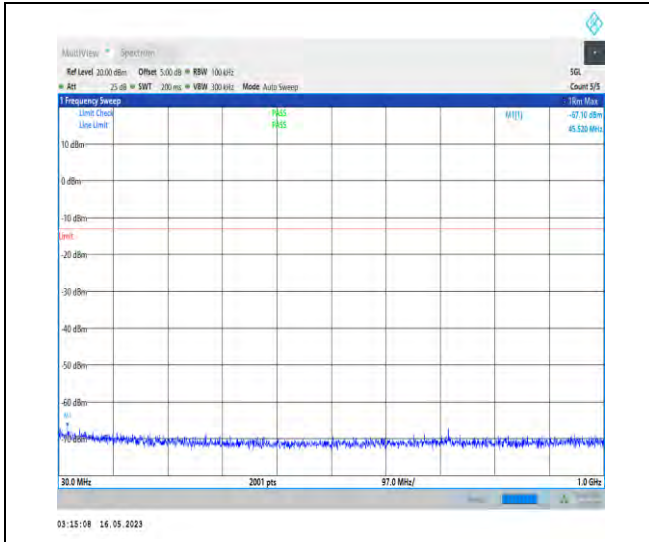 MultiView Spectrum
Ref Level 20.00 dBm Offset 5.00 dB RBW 100 kHz SGL
Att 25 dB SWT 200 ms VBW 300 kHz Mode Auto Sweep Count 5/5
1 Frequency Sweep 1Rm Max
Limit Check PASS M1[1] -67.10 dBm
Line Limit PASS 45.520 MHz
10 dBm
0 dBm
-10 dBm
Limit
-20 dBm
-30 dBm
-40 dBm
-50 dBm
-60 dBm
M1
-70 dBm
30.0 MHz 2001 pts 97.0 MHz/ 1.0 GHz
03:15:08 16.05.2023